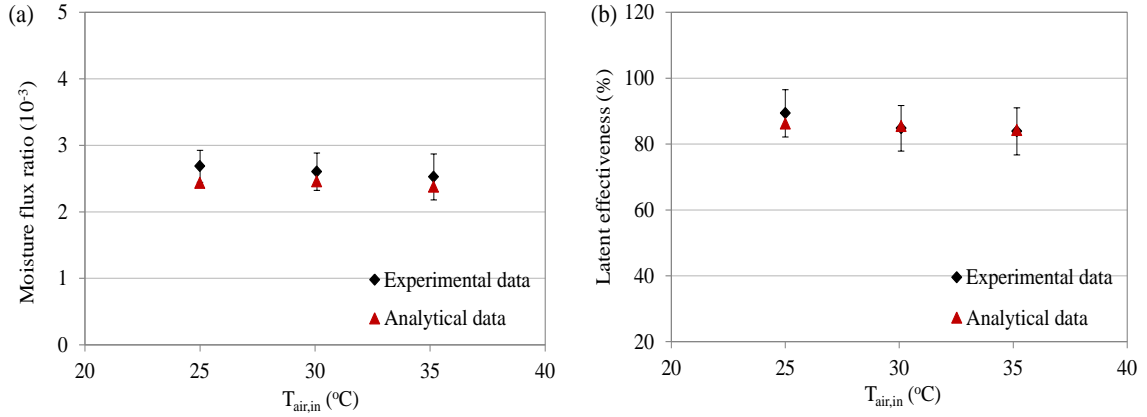 (a)
5
4
3
2
1
0
Moisture flux ratio (10⁻³)
Experimental data
Analytical data
20 25 30 35 40
T_air,in (°C)
(b)
120
100
80
60
40
20
Latent effectiveness (%)
Experimental data
Analytical data
20 25 30 35 40
T_air,in (°C)